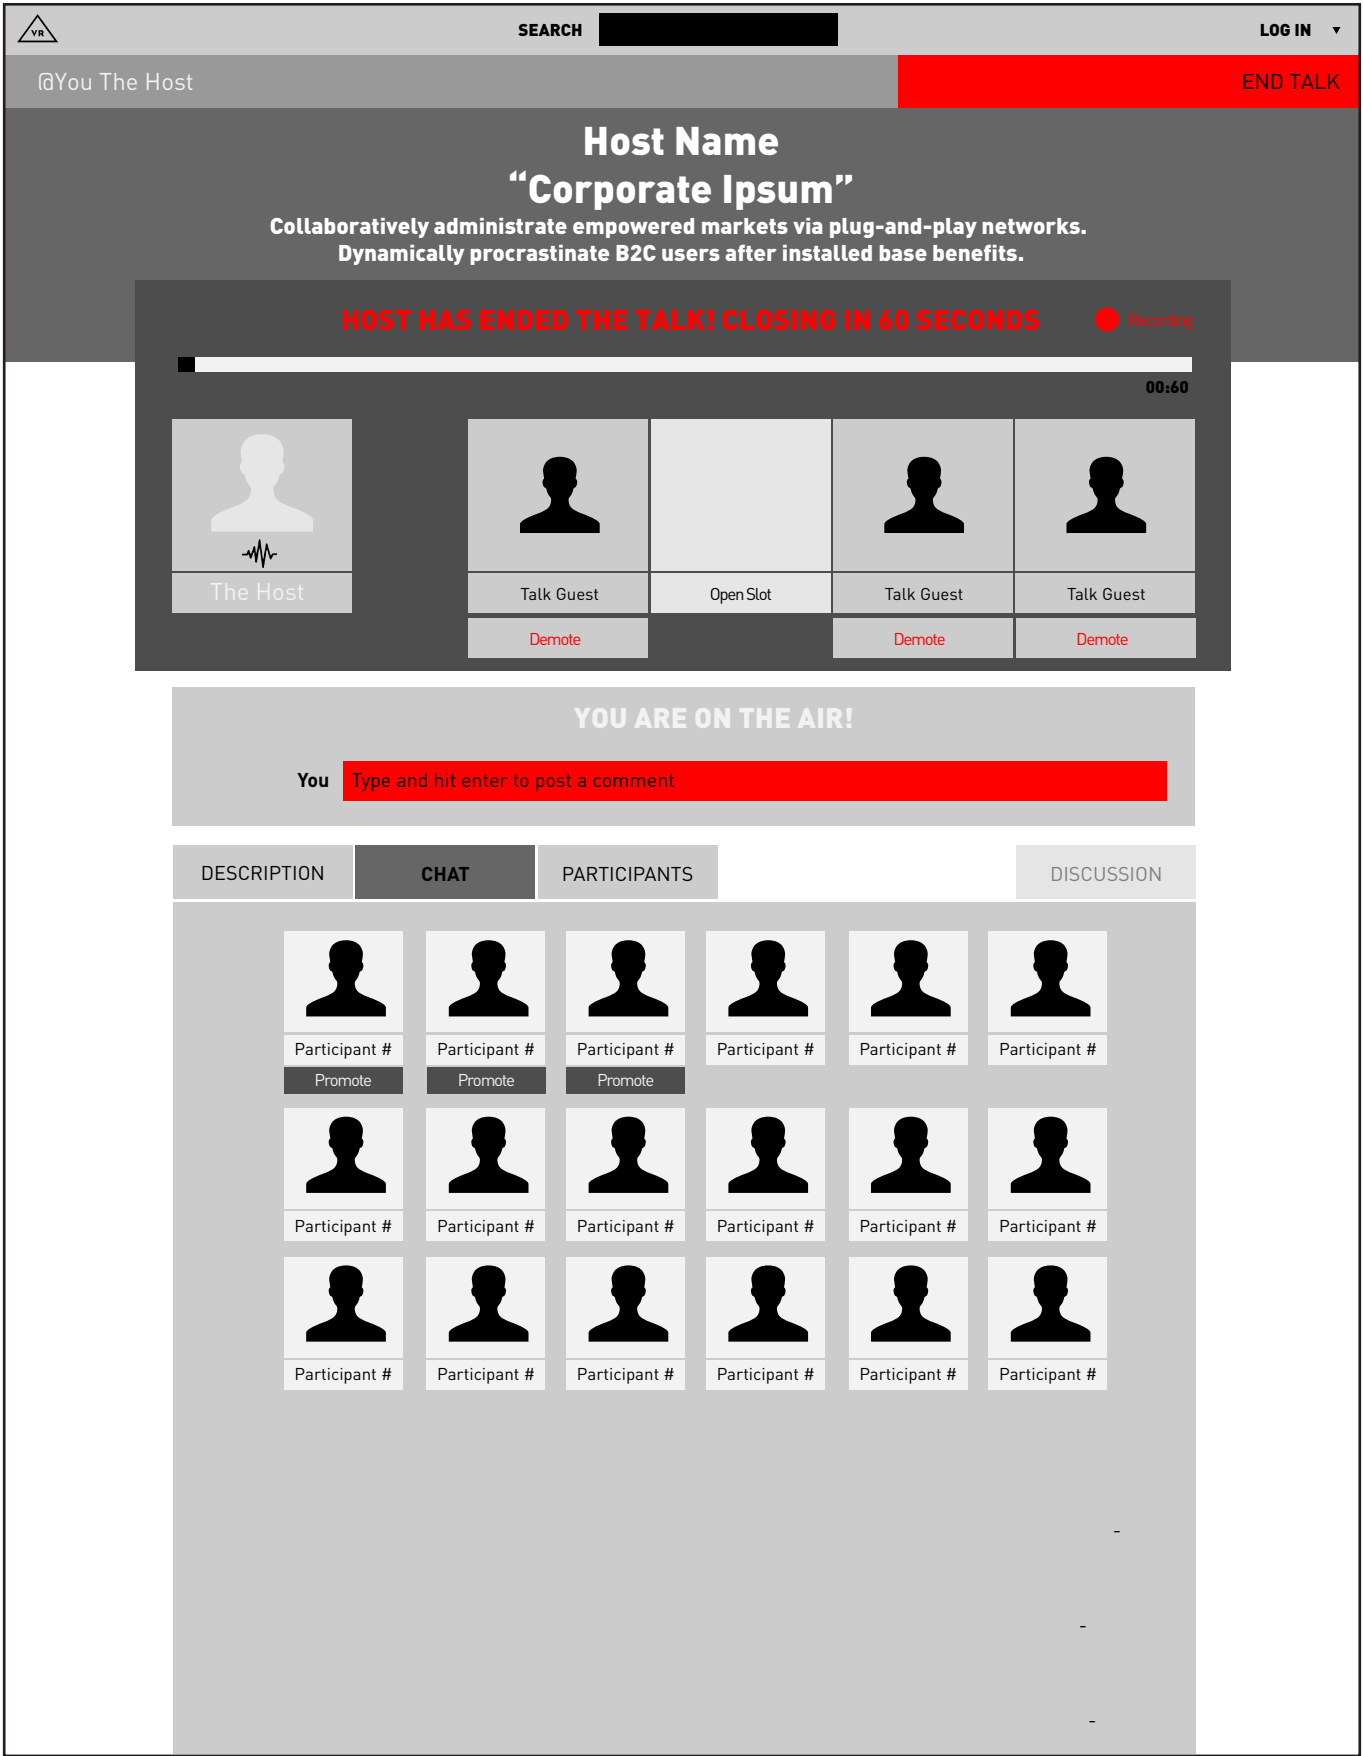 VR
SEARCH
LOG IN
@You The Host
END TALK
Host Name
“Corporate Ipsum”
Collaboratively administrate empowered markets via plug-and-play networks.
Dynamically procrastinate B2C users after installed base benefits.
HOST HAS ENDED THE TALK! CLOSING IN 60 SECONDS
Recording
00:60
The Host
Talk Guest
Open Slot
Talk Guest
Talk Guest
Demote
Demote
Demote
YOU ARE ON THE AIR!
You
Type and hit enter to post a comment
DESCRIPTION
CHAT
PARTICIPANTS
DISCUSSION
Participant #
Participant #
Participant #
Participant #
Participant #
Participant #
Promote
Promote
Promote
Participant #
Participant #
Participant #
Participant #
Participant #
Participant #
Participant #
Participant #
Participant #
Participant #
Participant #
Participant #
-
-
-